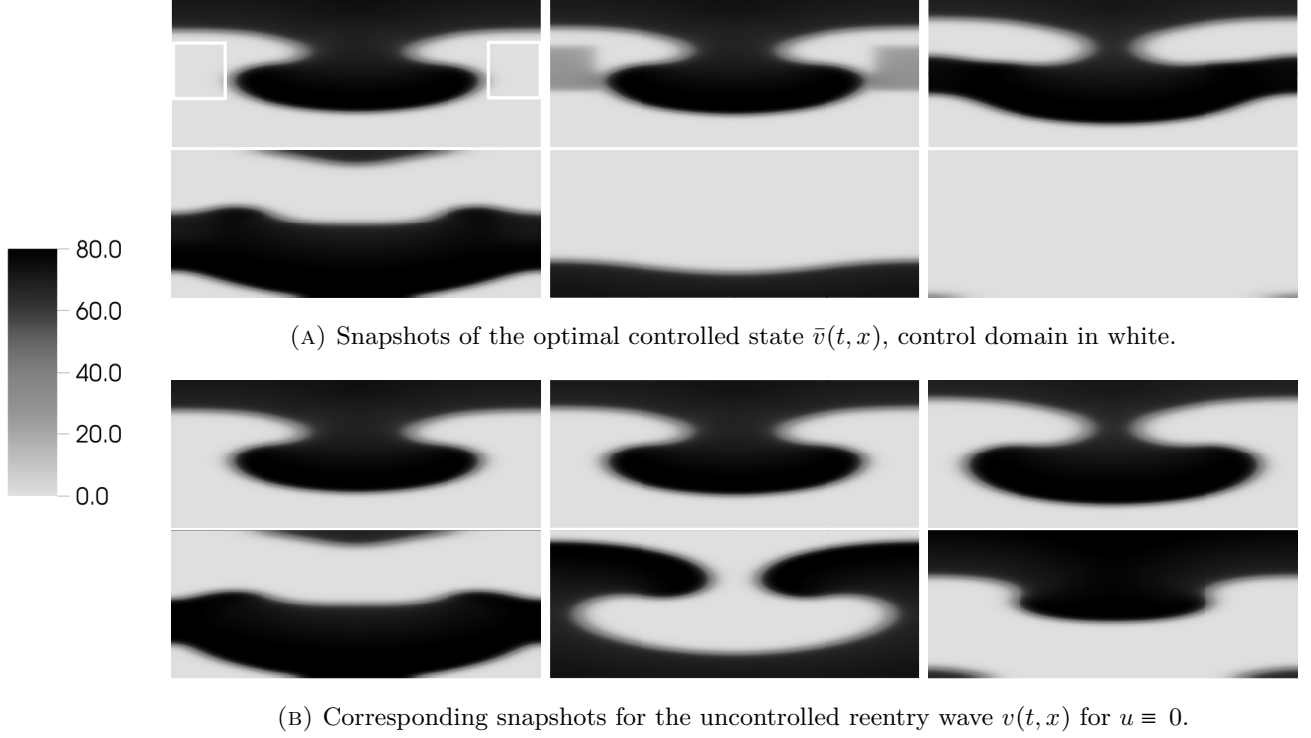 80.0
60.0
40.0
20.0
0.0
(A) Snapshots of the optimal controlled state v̄(t, x), control domain in white.
(B) Corresponding snapshots for the uncontrolled reentry wave v(t, x) for u ≡ 0.